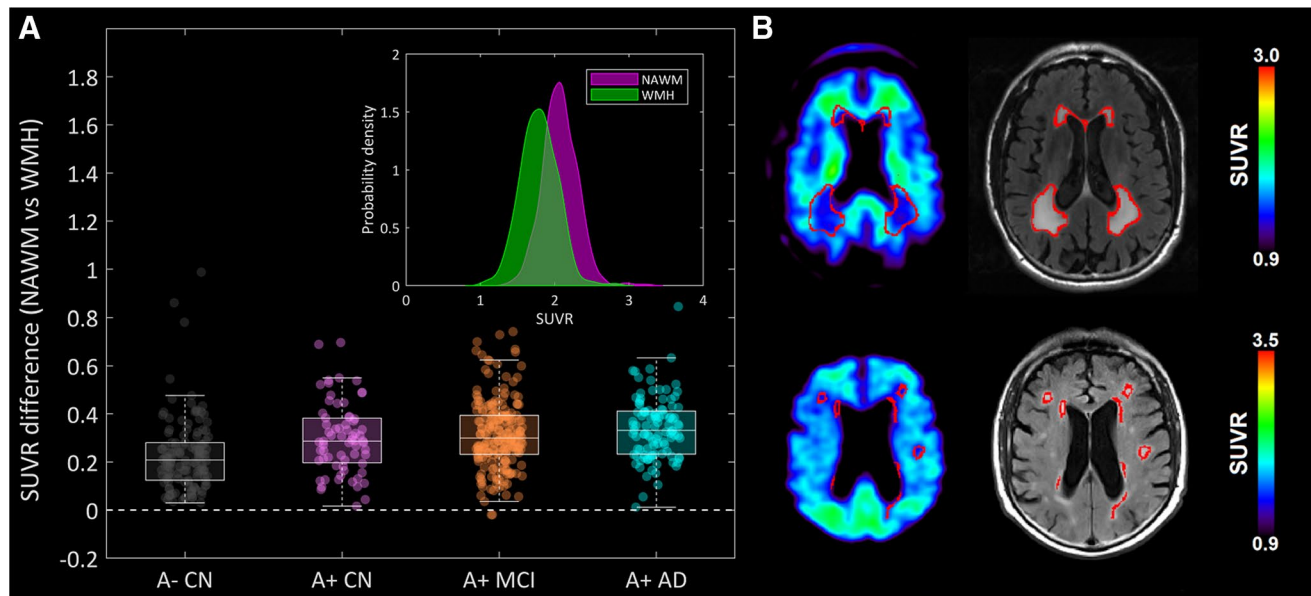 A
SUVR difference (NAWM vs WMH)
1.8
1.6
1.4
1.2
1
0.8
0.6
0.4
0.2
0
-0.2
A- CN
A+ CN
A+ MCI
A+ AD
Probability density
2
1.5
1
0.5
0
0 1 2 3 4
SUVR
NAWM
WMH
B
3.0
SUVR
0.9
3.5
SUVR
0.9